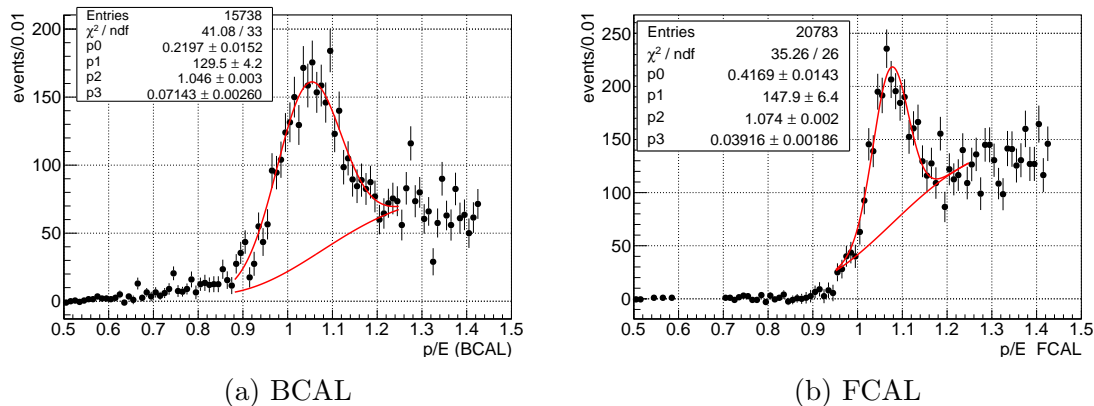 Entries 15738
χ² / ndf 41.08 / 33
p0 0.2197 ± 0.0152
p1 129.5 ± 4.2
p2 1.046 ± 0.003
p3 0.07143 ± 0.00260
events/0.01
200
150
100
50
0
0.5 0.6 0.7 0.8 0.9 1 1.1 1.2 1.3 1.4 1.5
p/E (BCAL)
(a) BCAL
Entries 20783
χ² / ndf 35.26 / 26
p0 0.4169 ± 0.0143
p1 147.9 ± 6.4
p2 1.074 ± 0.002
p3 0.03916 ± 0.00186
events/0.01
250
200
150
100
50
0
0.5 0.6 0.7 0.8 0.9 1 1.1 1.2 1.3 1.4 1.5
p/E FCAL
(b) FCAL